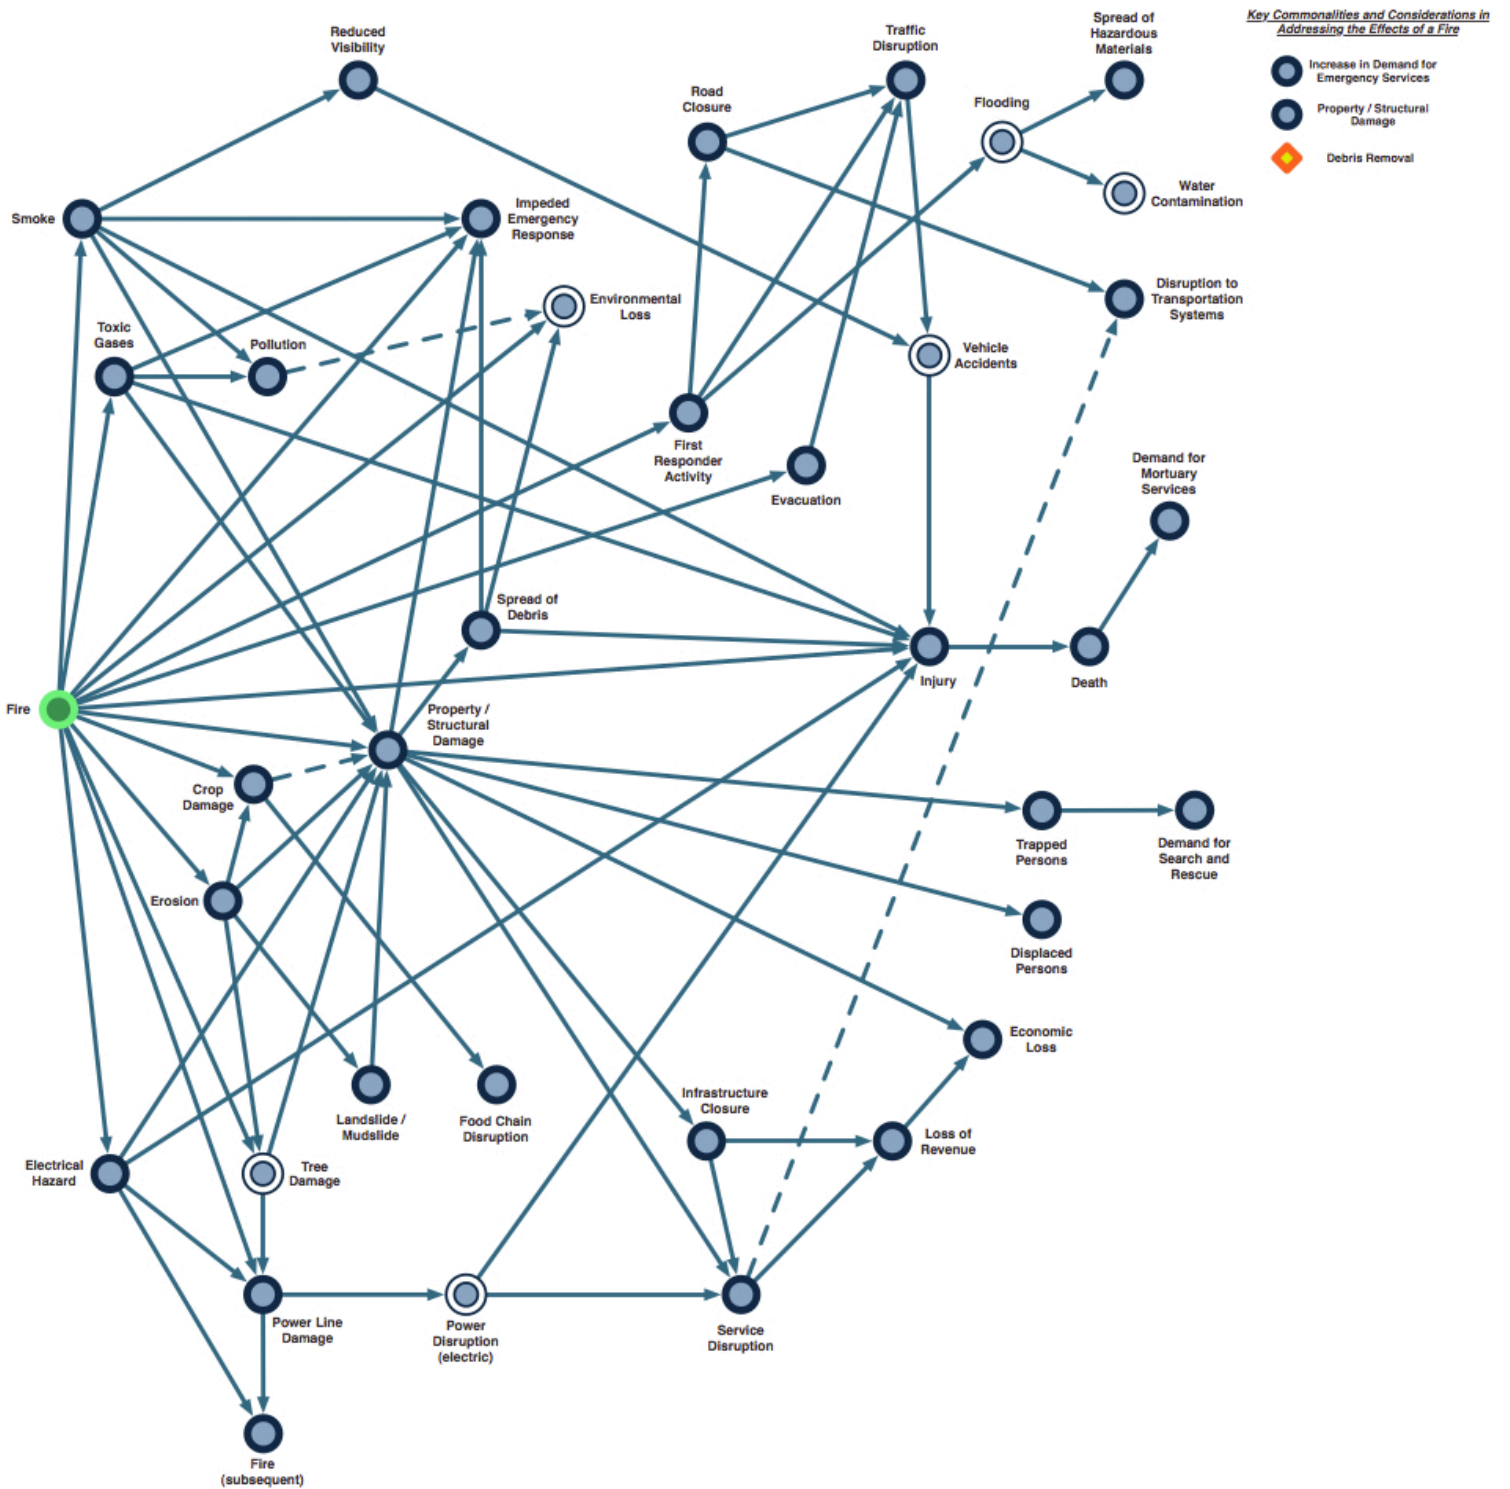 Reduced
Visibility
Traffic
Disruption
Spread of
Hazardous
Materials
Key Commonalities and Considerations in
Addressing the Effects of a Fire
Increase in Demand for
Emergency Services
Property / Structural
Damage
Debris Removal
Road
Closure
Flooding
Water
Contamination
Smoke
Impeded
Emergency
Response
Environmental
Loss
Disruption to
Transportation
Systems
Toxic
Gases
Pollution
Vehicle
Accidents
First
Responder
Activity
Evacuation
Demand for
Mortuary
Services
Spread of
Debris
Injury
Death
Fire
Property /
Structural
Damage
Crop
Damage
Trapped
Persons
Demand for
Search and
Rescue
Erosion
Displaced
Persons
Economic
Loss
Landslide /
Mudslide
Food Chain
Disruption
Infrastructure
Closure
Loss of
Revenue
Electrical
Hazard
Tree
Damage
Power Line
Damage
Power
Disruption
(electric)
Service
Disruption
Fire
(subsequent)